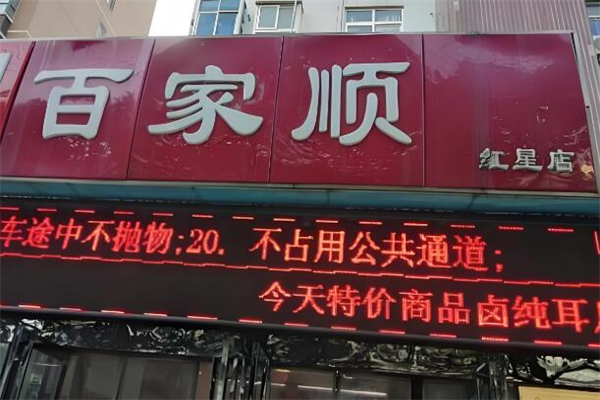 百家顺
红星店
车途中不抛物;20. 不占用公共通道;
今天特价商品卤纯耳